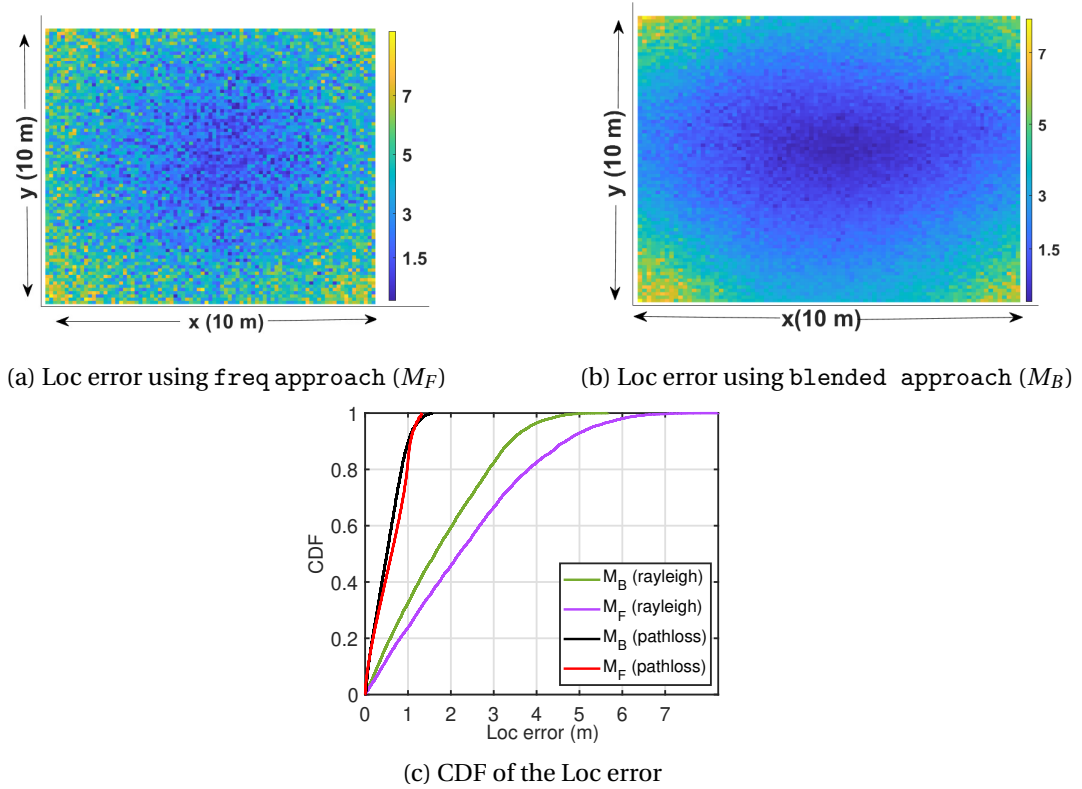 y (10 m)
7
5
3
1.5
x (10 m)
(a) Loc error using freq approach (M_F)
y (10 m)
7
5
3
1.5
x(10 m)
(b) Loc error using blended approach (M_B)
CDF
1
0.8
0.6
0.4
0.2
0
M_B (rayleigh)
M_F (rayleigh)
M_B (pathloss)
M_F (pathloss)
0 1 2 3 4 5 6 7
Loc error (m)
(c) CDF of the Loc error